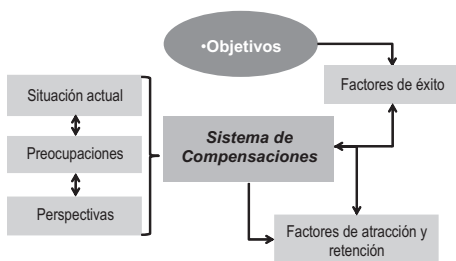 •Objetivos
Factores de éxito
Situación actual
Preocupaciones
Perspectivas
Sistema de
Compensaciones
Factores de atracción y
retención